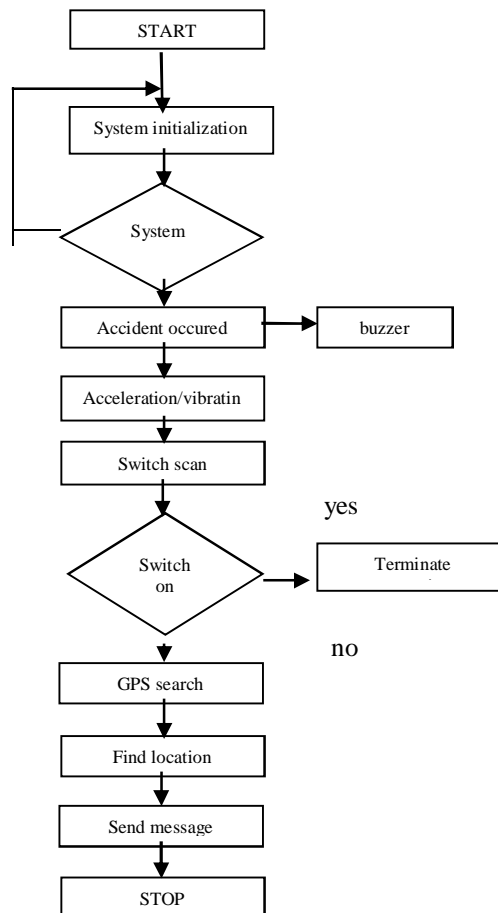 START
System initialization
System
Accident occured
buzzer
Acceleration/vibratin
Switch scan
yes
Switch
on
Terminate
no
GPS search
Find location
Send message
STOP